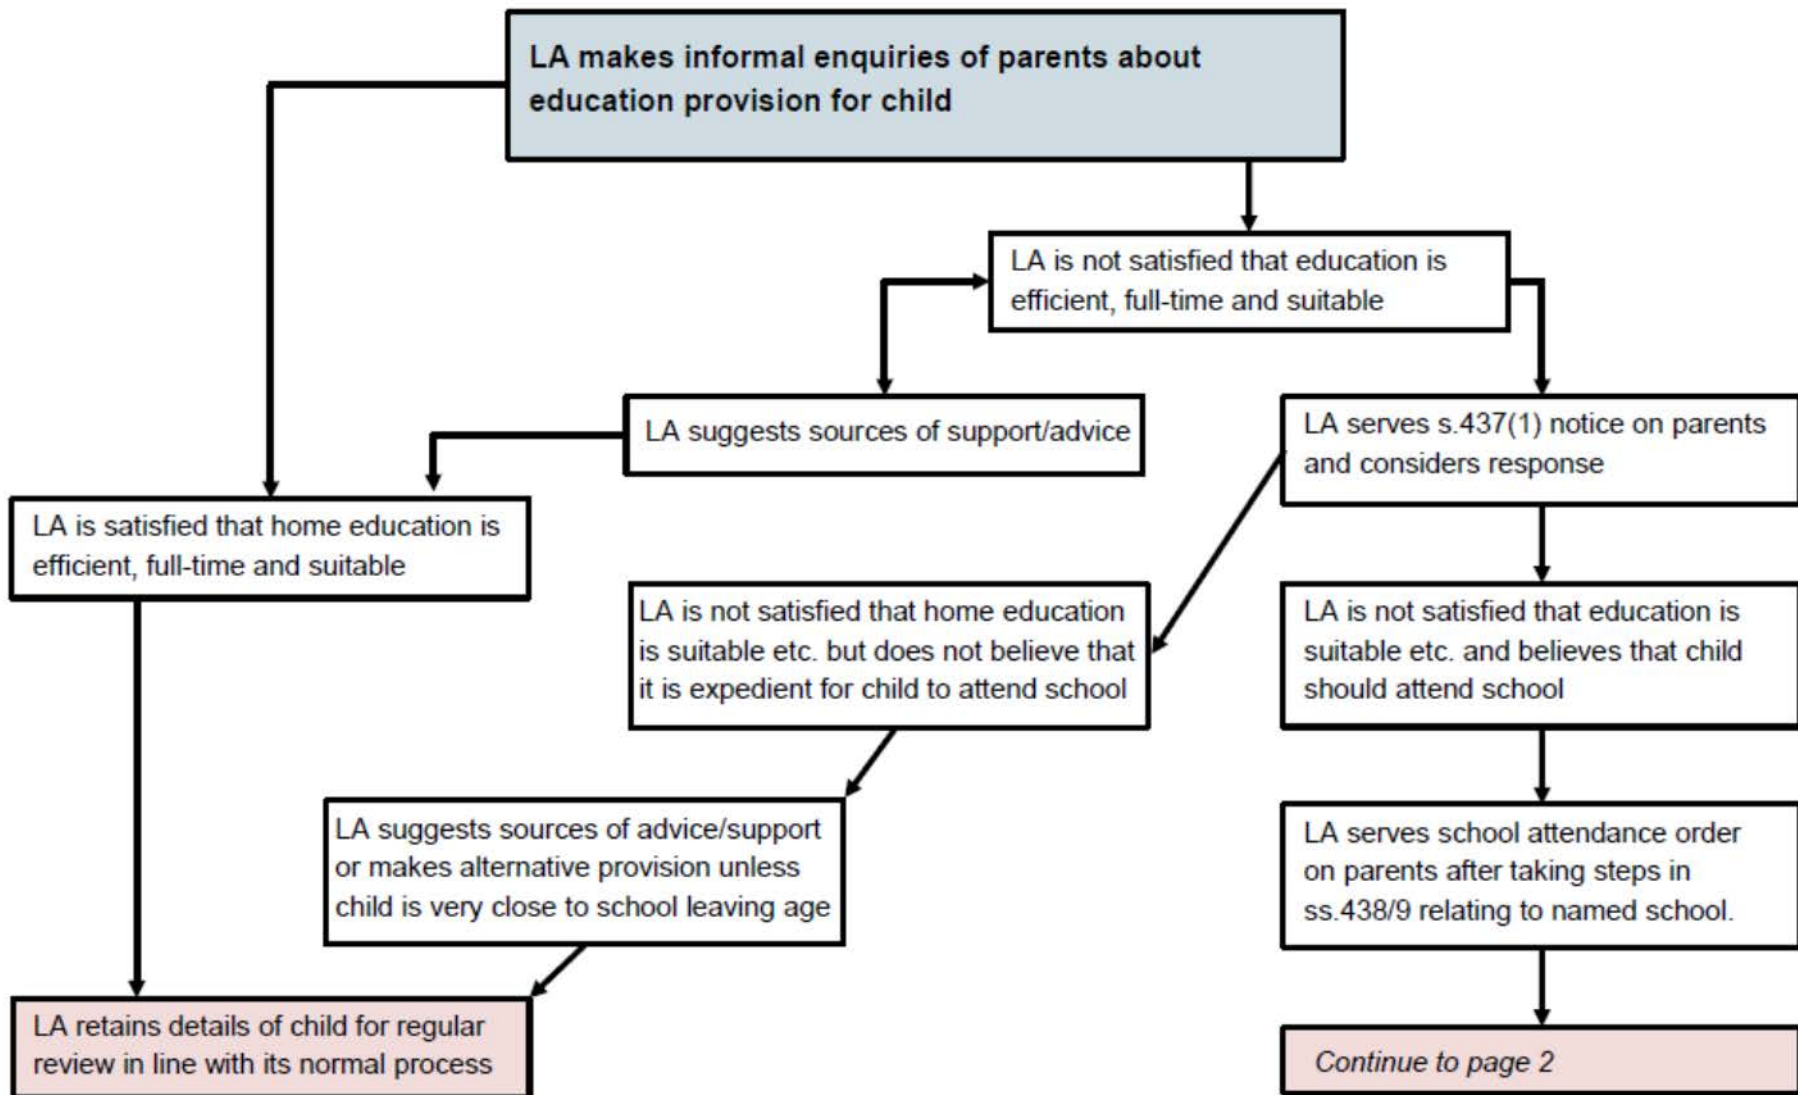 LA makes informal enquiries of parents about
education provision for child
LA is not satisfied that education is
efficient, full-time and suitable
LA suggests sources of support/advice
LA serves s.437(1) notice on parents
and considers response
LA is satisfied that home education is
efficient, full-time and suitable
LA is not satisfied that home education
is suitable etc. but does not believe that
it is expedient for child to attend school
LA is not satisfied that education is
suitable etc. and believes that child
should attend school
LA suggests sources of advice/support
or makes alternative provision unless
child is very close to school leaving age
LA serves school attendance order
on parents after taking steps in
ss.438/9 relating to named school.
LA retains details of child for regular
review in line with its normal process
Continue to page 2